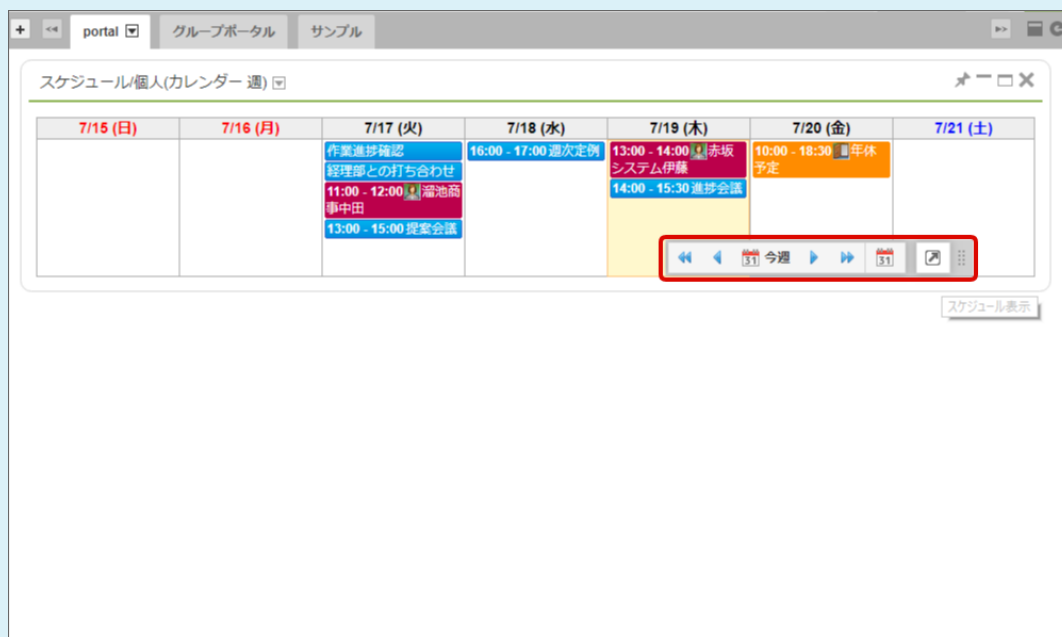 portal
グループポータル
サンプル
スケジュール/個人(カレンダー 週)
7/15 (日)
7/16 (月)
7/17 (火)
7/18 (水)
7/19 (木)
7/20 (金)
7/21 (土)
作業進捗確認
経理部との打ち合わせ
11:00 - 12:00 溜池商
事中田
13:00 - 15:00 提案会議
16:00 - 17:00 週次定例
13:00 - 14:00 赤坂
システム伊藤
14:00 - 15:30 進捗会議
10:00 - 18:30 年休
予定
31 今週
31
スケジュール表示